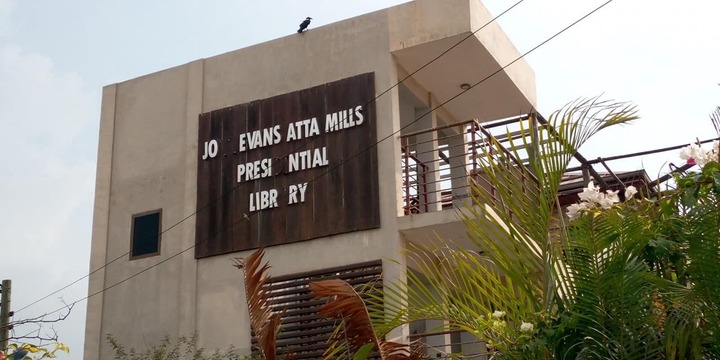 JO EVANS ATTA MILLS
PRESI NTIAL
LIBR RY